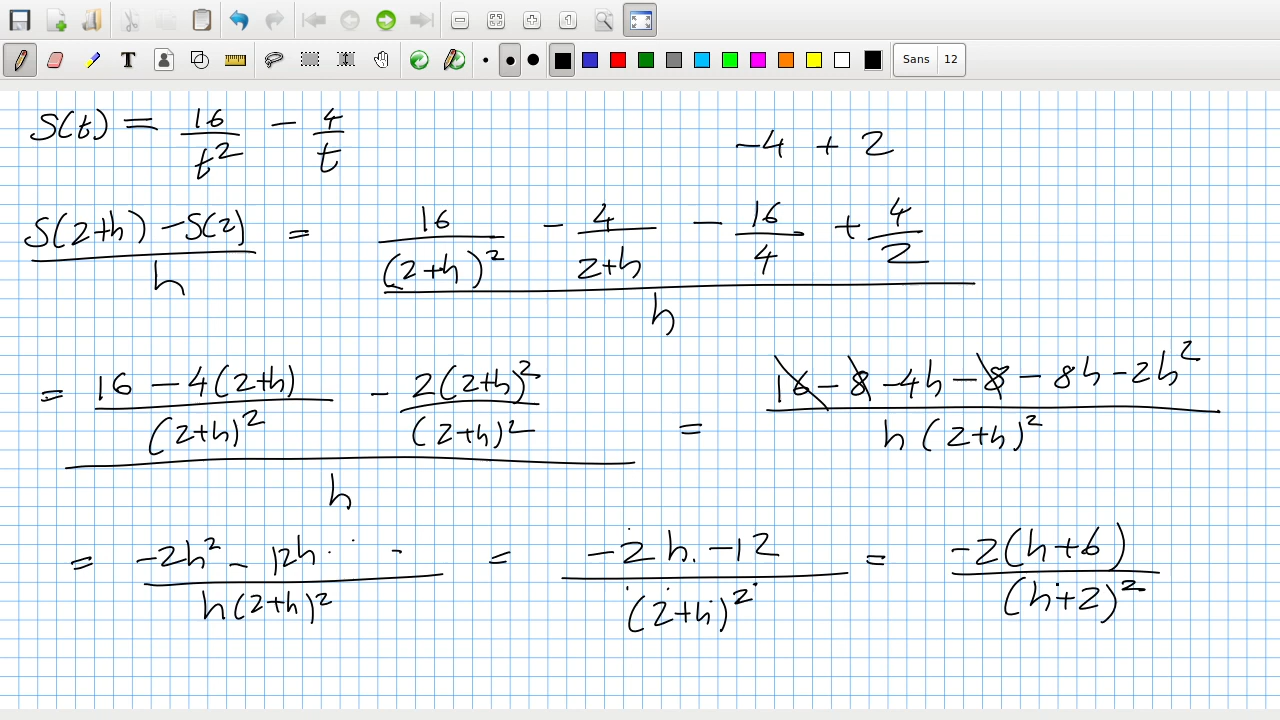 Sans 12
S(t) = 16/t² - 4/t
-4 + 2
(S(2+h) - S(2))/h = (16/(2+h)² - 4/(2+h) - 16/4 + 4/2)/h
= ((16 - 4(2+h))/(2+h)² - 2(2+h)²/(2+h)²)/h = (16 - 8 - 4h - 8 - 8h - 2h²)/(h(2+h)²)
= (-2h² - 12h)/(h(2+h)²) = (-2h - 12)/(2+h)² = -2(h+6)/(h+2)²